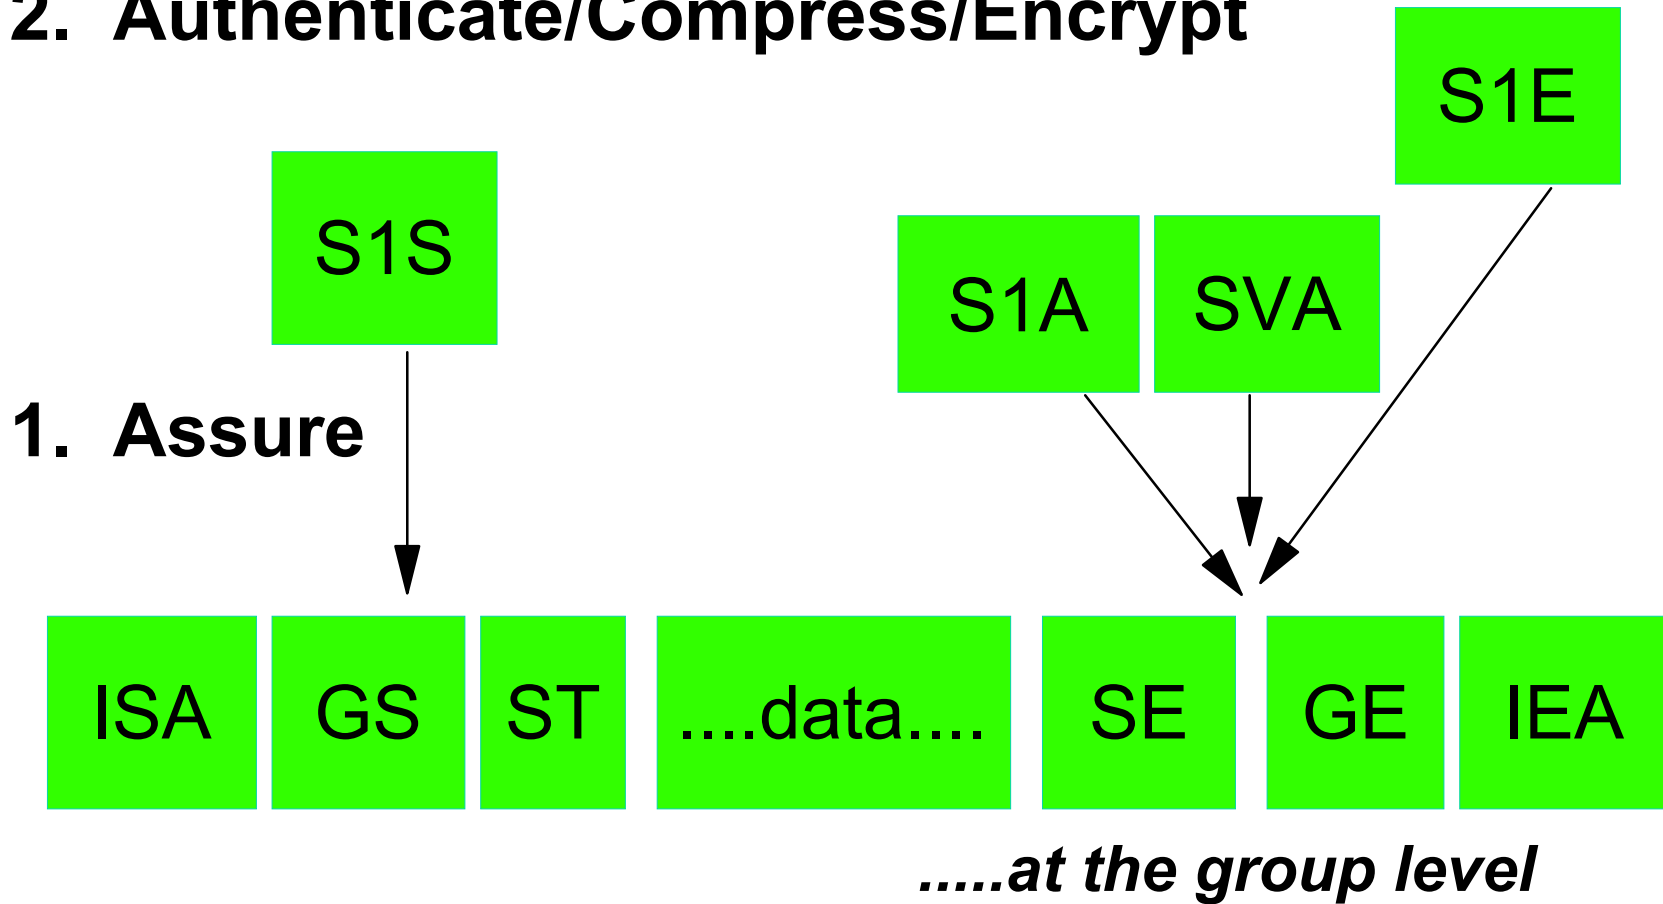 2. Authenticate/Compress/Encrypt
S1E
S1S
S1A SVA
1. Assure
ISA GS ST ....data.... SE GE IEA
.....at the group level